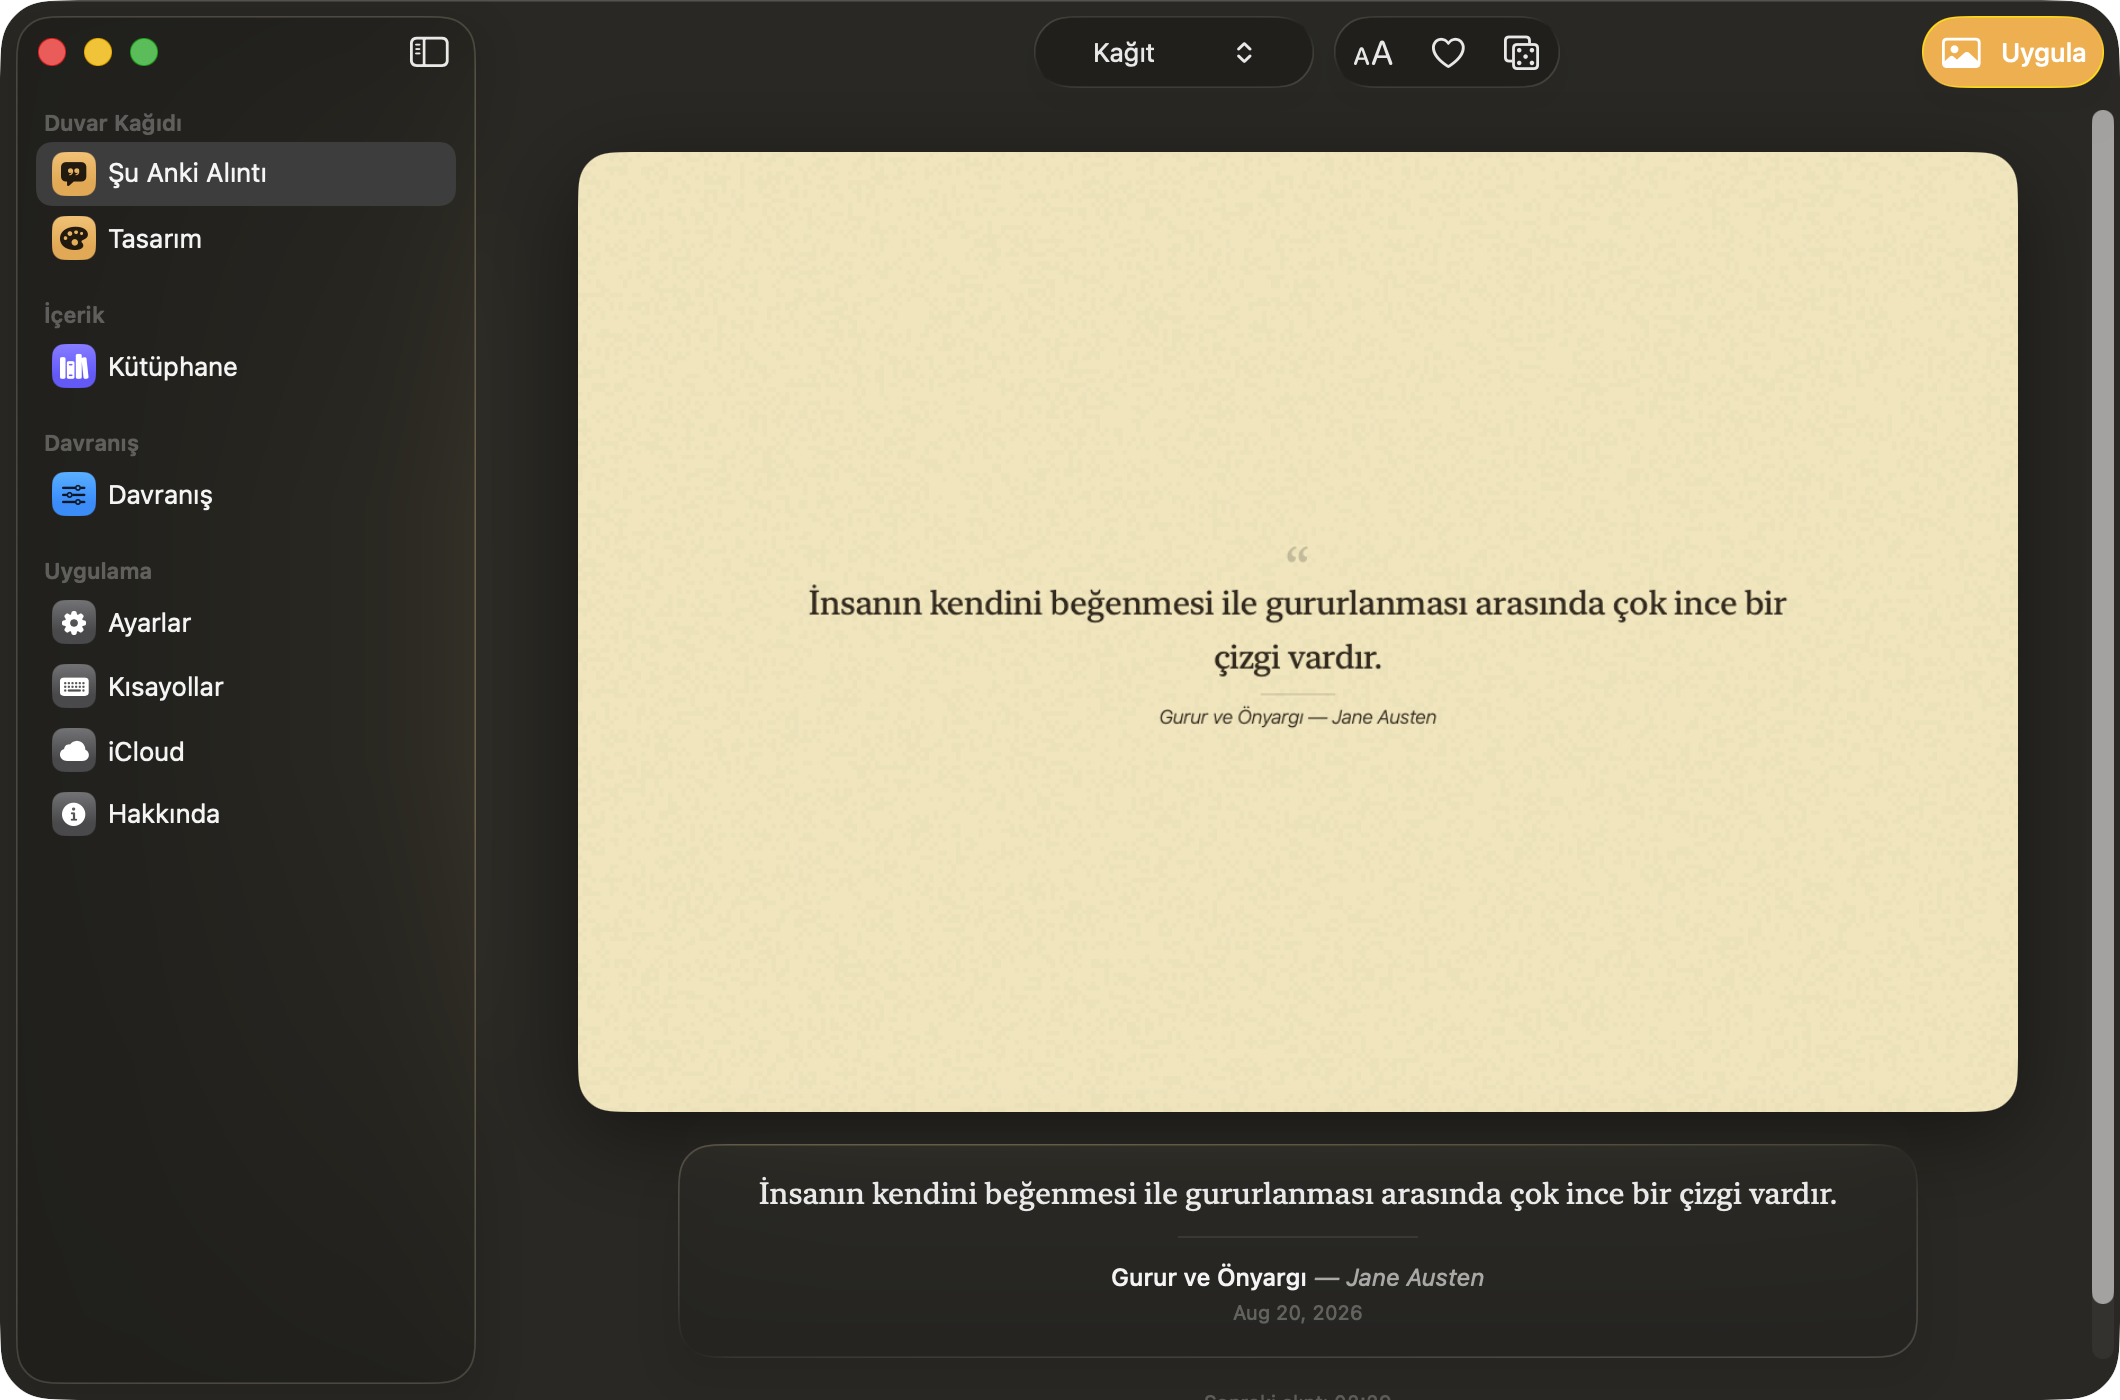 Kağıt
AA
Uygula
Duvar Kağıdı
Şu Anki Alıntı
Tasarım
İçerik
Kütüphane
Davranış
Davranış
Uygulama
Ayarlar
Kısayollar
iCloud
Hakkında
“
İnsanın kendini beğenmesi ile gururlanması arasında çok ince bir
çizgi vardır.
Gurur ve Önyargı — Jane Austen
İnsanın kendini beğenmesi ile gururlanması arasında çok ince bir çizgi vardır.
Gurur ve Önyargı — Jane Austen
Aug 20, 2026